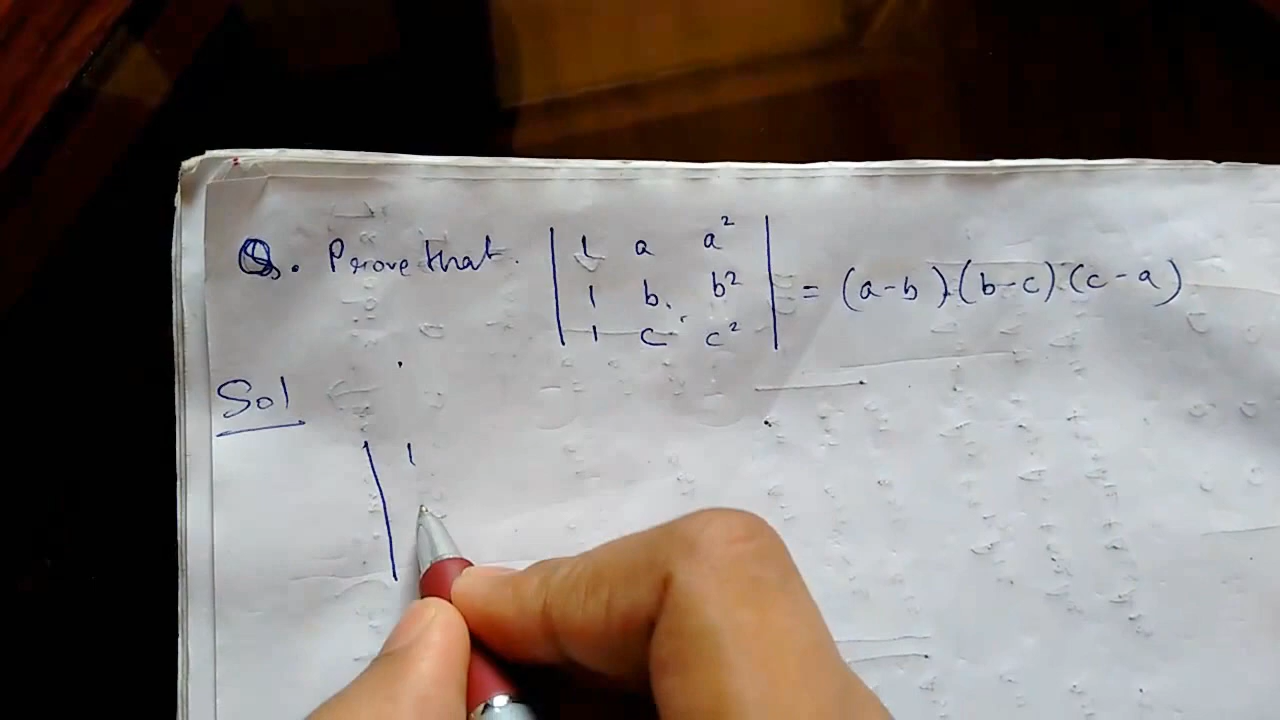 Q. Prove that. | 1 a a² |
| 1 b b² | = (a-b).(b-c).(c-a)
| 1 c c² |
Sol
| 1